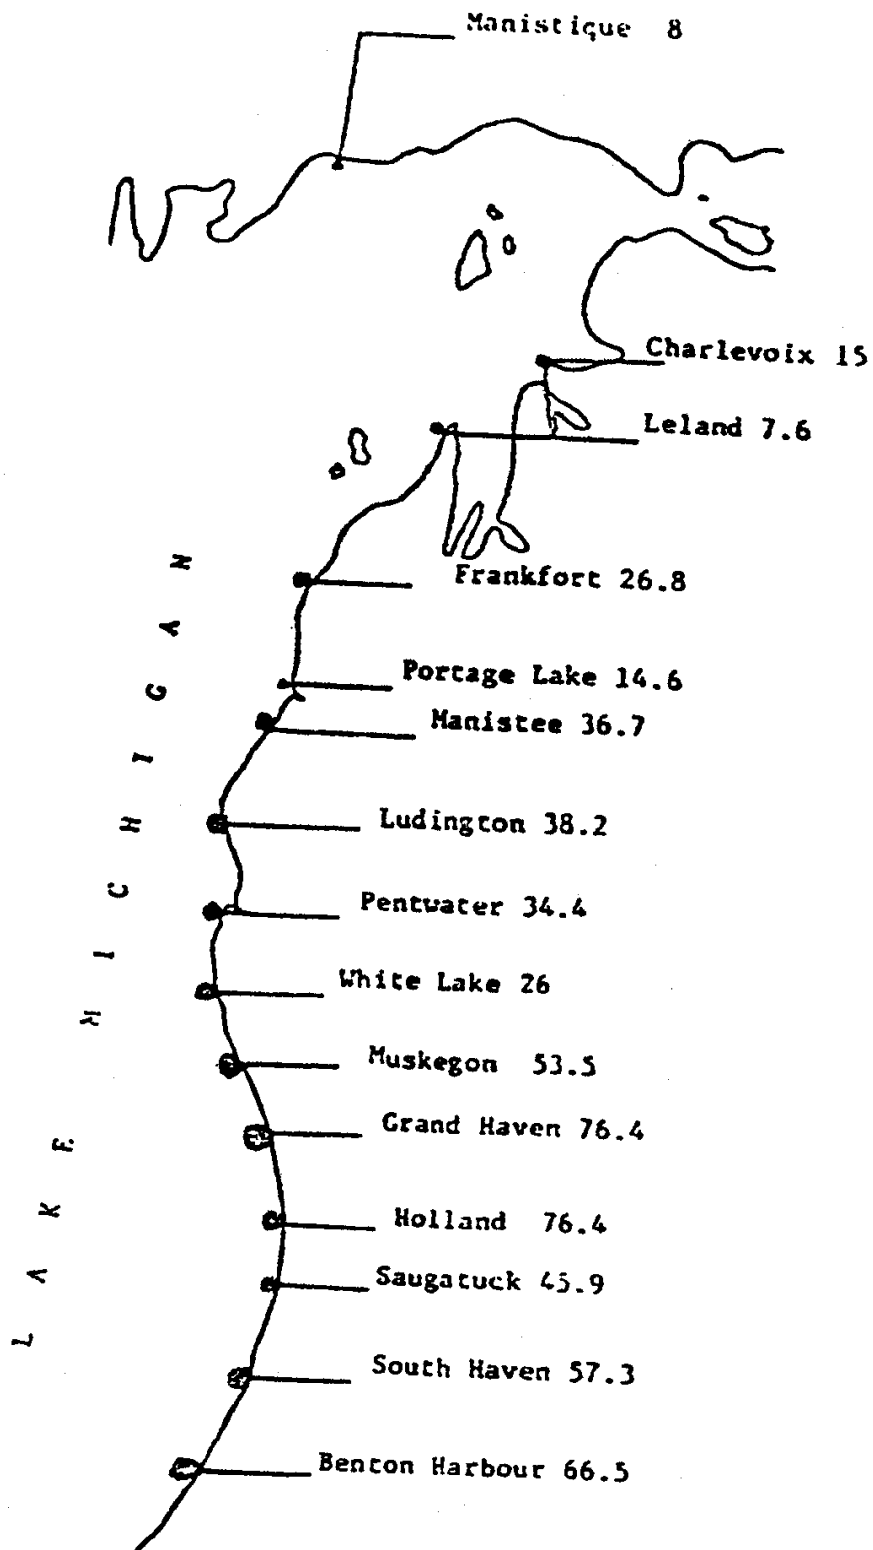 Manistique 8
Charlevoix 15
Leland 7.6
Frankfort 26.8
Portage Lake 14.6
Manistee 36.7
Ludington 38.2
Pentwater 34.4
White Lake 26
Muskegon 53.5
Grand Haven 76.4
Holland 76.4
Saugatuck 45.9
South Haven 57.3
Benton Harbour 66.5
LAKE MICHIGAN